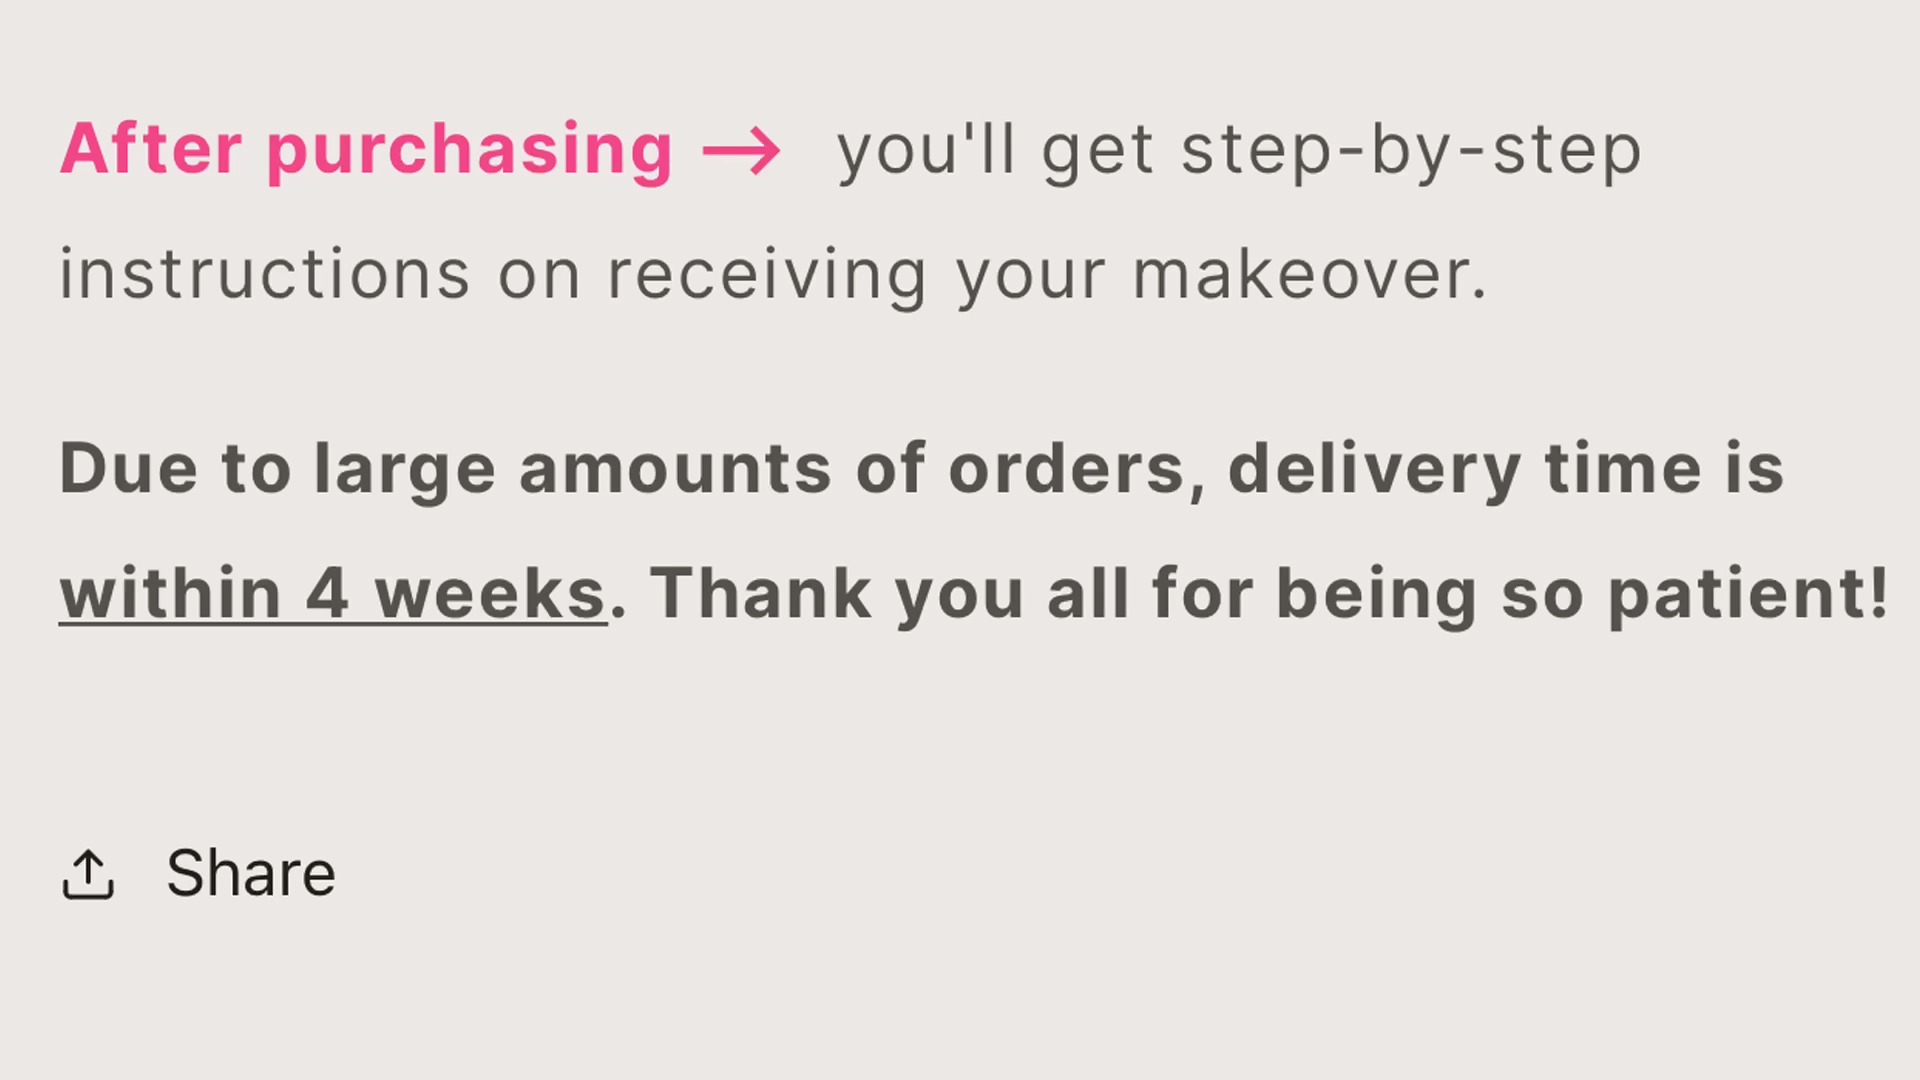 After purchasing → you'll get step-by-step
instructions on receiving your makeover.
Due to large amounts of orders, delivery time is
within 4 weeks. Thank you all for being so patient!
Share